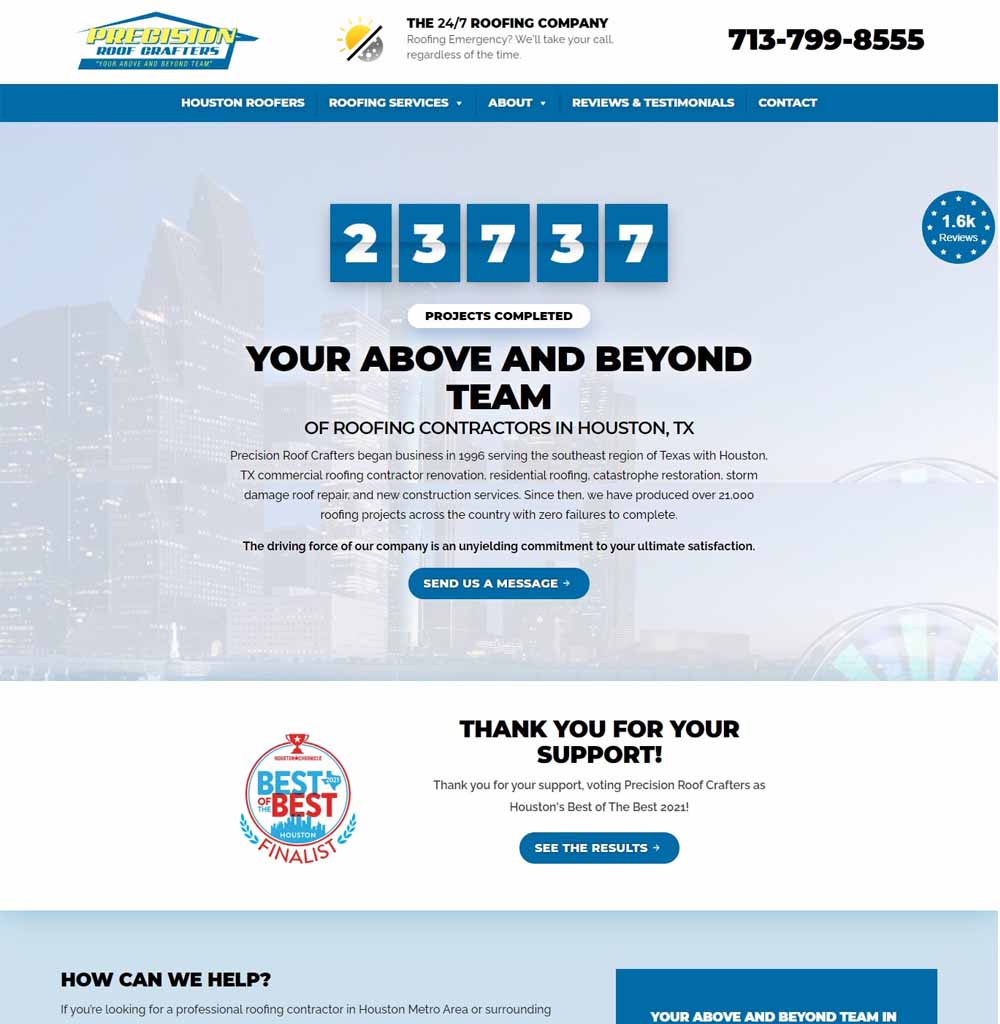 PRECISION
ROOF CRAFTERS
"YOUR ABOVE AND BEYOND TEAM"
THE 24/7 ROOFING COMPANY
Roofing Emergency? We'll take your call,
regardless of the time.
713-799-8555
HOUSTON ROOFERS
ROOFING SERVICES
ABOUT
REVIEWS & TESTIMONIALS
CONTACT
23737
1.6k
Reviews
PROJECTS COMPLETED
YOUR ABOVE AND BEYOND
TEAM
OF ROOFING CONTRACTORS IN HOUSTON, TX
Precision Roof Crafters began business in 1996 serving the southeast region of Texas with Houston,
TX commercial roofing contractor renovation, residential roofing, catastrophe restoration, storm
damage roof repair, and new construction services. Since then, we have produced over 21,000
roofing projects across the country with zero failures to complete.
The driving force of our company is an unyielding commitment to your ultimate satisfaction.
SEND US A MESSAGE →
HOUSTON CHRONICLE
BEST
2021
OF THE
BEST
HOUSTON
FINALIST
THANK YOU FOR YOUR
SUPPORT!
Thank you for your support, voting Precision Roof Crafters as
Houston's Best of The Best 2021!
SEE THE RESULTS →
HOW CAN WE HELP?
If you're looking for a professional roofing contractor in Houston Metro Area or surrounding
YOUR ABOVE AND BEYOND TEAM IN